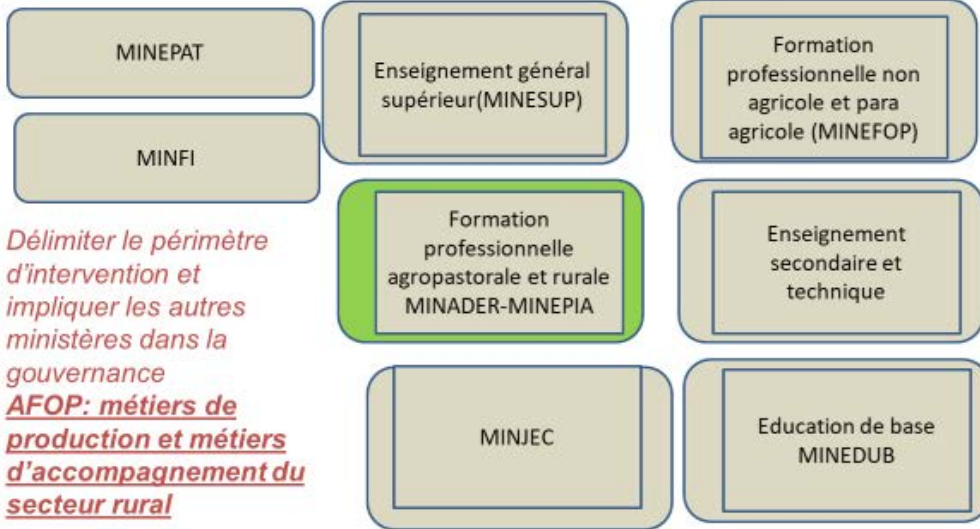 MINEPAT
MINFI
Enseignement général
supérieur(MINESUP)
Formation
professionnelle non
agricole et para
agricole (MINEFOP)
Formation
professionnelle
agropastorale et rurale
MINADER-MINEPIA
Enseignement
secondaire et
technique
Délimiter le périmètre
d'intervention et
impliquer les autres
ministères dans la
gouvernance
AFOP: métiers de
production et métiers
d'accompagnement du
secteur rural
MINJEC
Education de base
MINEDUB